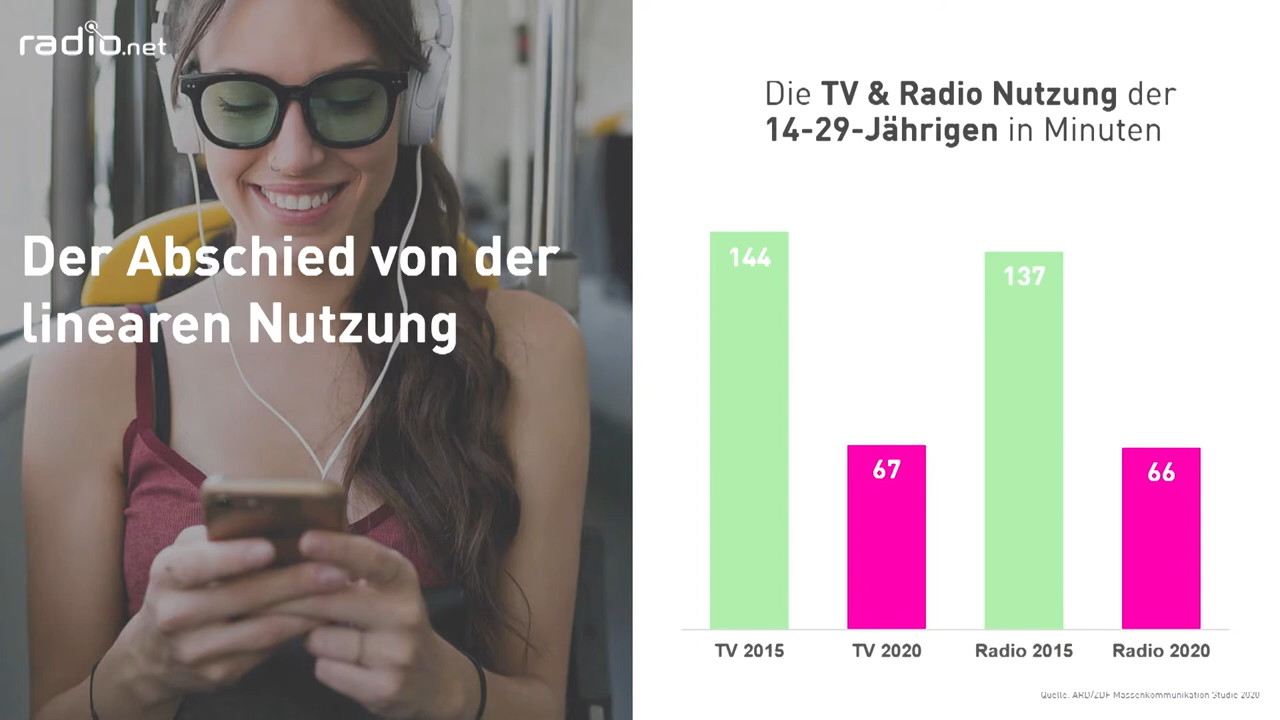 radio.net
Der Abschied von der
linearen Nutzung
Die TV & Radio Nutzung der
14-29-Jährigen in Minuten
144
137
67
66
TV 2015
TV 2020
Radio 2015
Radio 2020
Quelle: ARD/ZDF Massenkommunikation Studie 2020